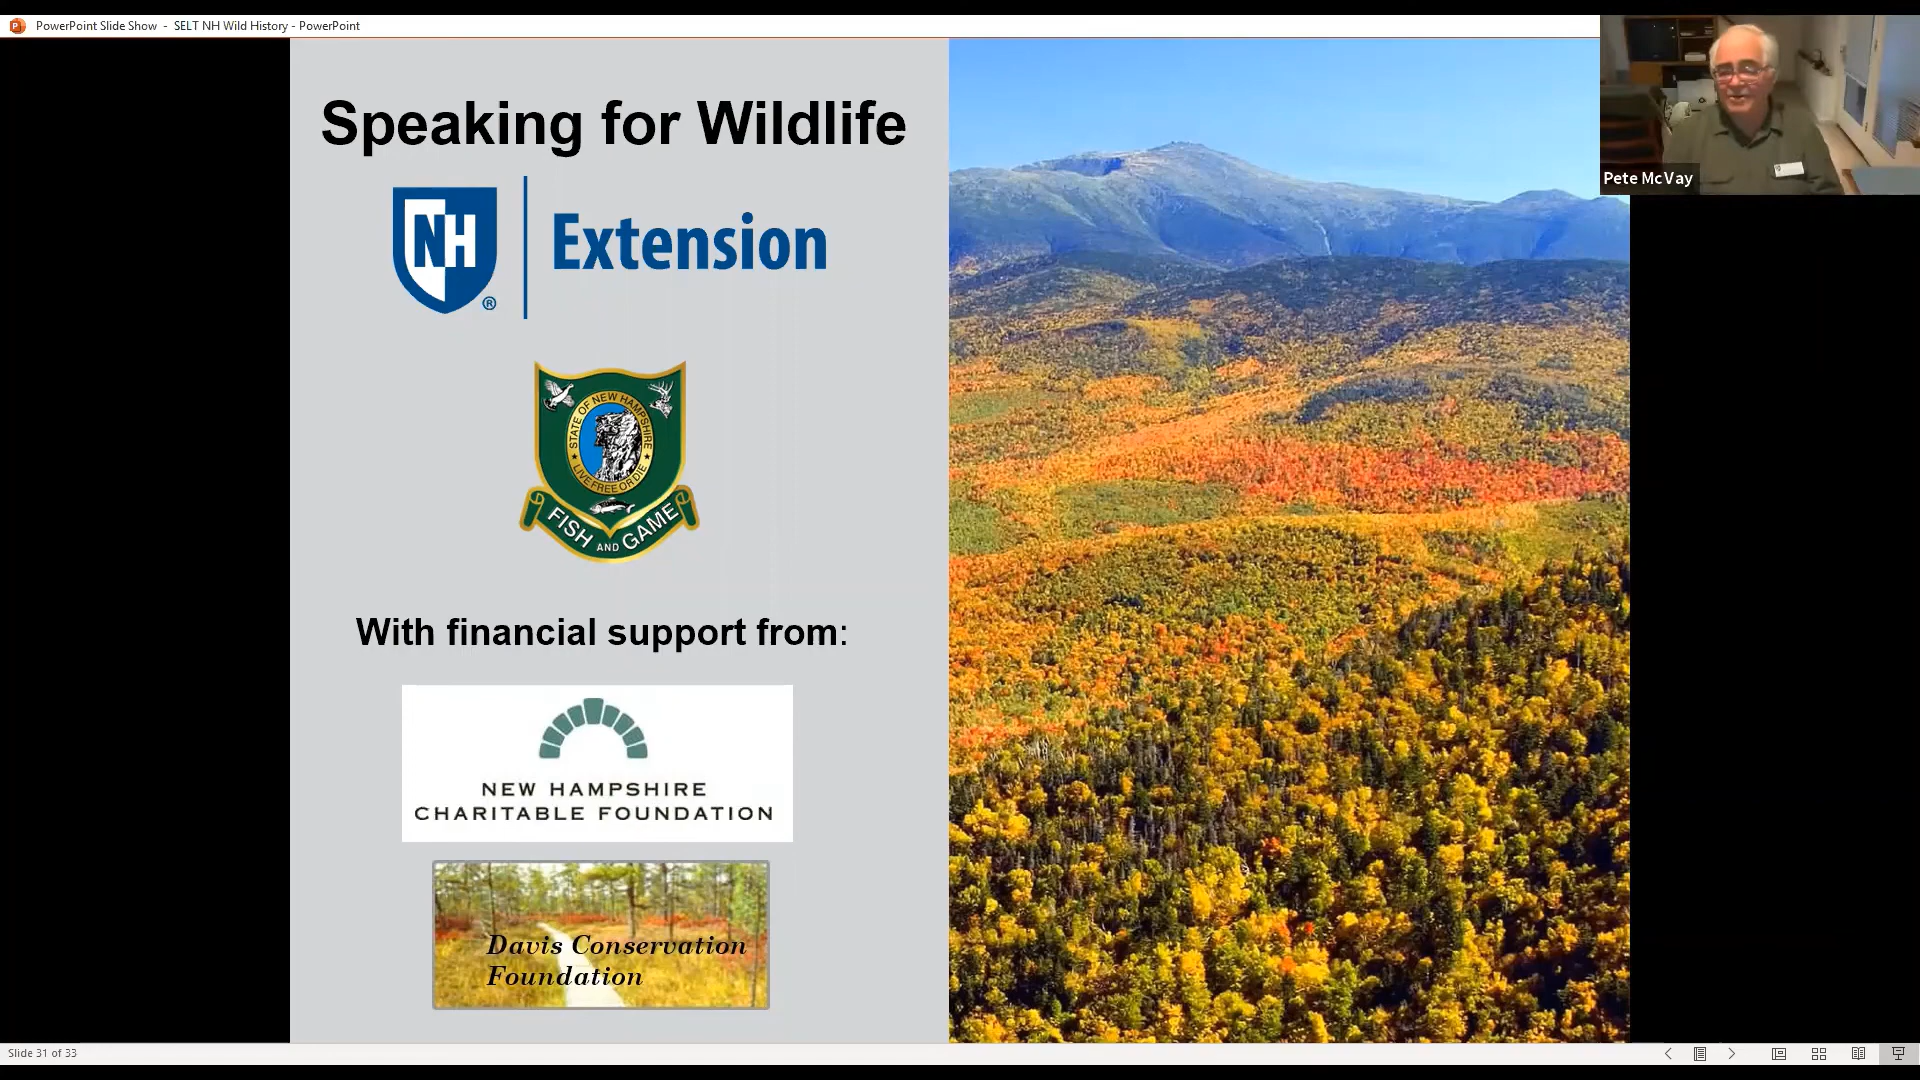 PowerPoint Slide Show - SELT NH Wild History - PowerPoint
Speaking for Wildlife
NH
®
Extension
STATE OF NEW HAMPSHIRE
LIVE FREE OR DIE
FISH AND GAME
With financial support from:
NEW HAMPSHIRE
CHARITABLE FOUNDATION
Davis Conservation
Foundation
Pete McVay
Slide 31 of 33